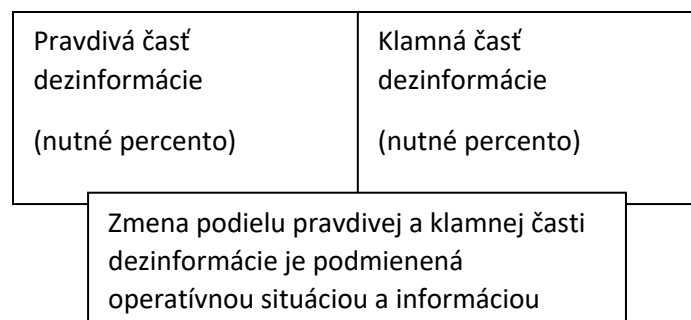 Pravdivá časť
dezinformácie
(nutné percento)
Klamná časť
dezinformácie
(nutné percento)
Zmena podielu pravdivej a klamnej časti
dezinformácie je podmienená
operatívnou situáciou a informáciou